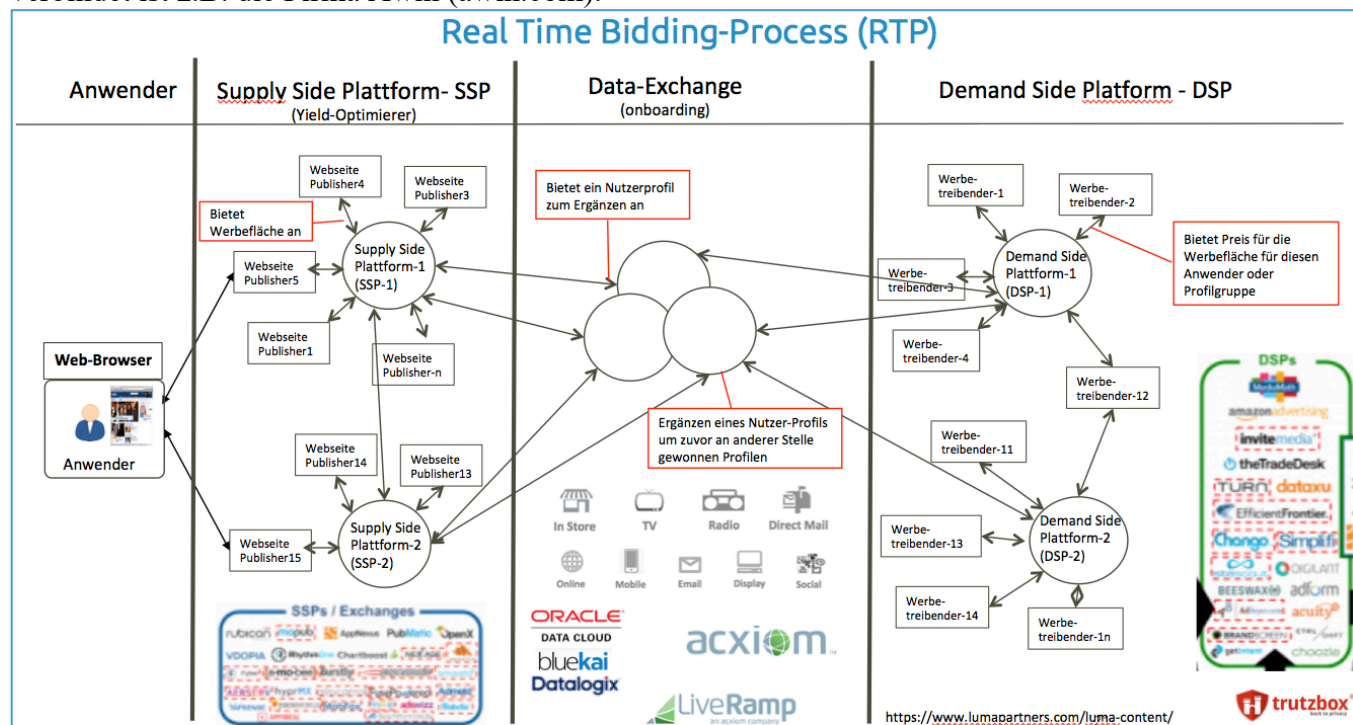 Real Time Bidding-Process (RTP)
Anwender
Supply Side Plattform- SSP
(Yield-Optimierer)
Data-Exchange
(onboarding)
Demand Side Platform - DSP
Webseite
Publisher4
Webseite
Publisher3
Bietet
Werbefläche an
Supply Side
Plattform-1
(SSP-1)
Webseite
Publisher5
Webseite
Publisher1
Webseite
Publisher-n
Web-Browser
Anwender
Webseite
Publisher14
Webseite
Publisher13
Supply Side
Plattform-2
(SSP-2)
Webseite
Publisher15
SSPs / Exchanges
rubicon
mopub
AppNexus
PubMatic
OpenX
VDOPIA
RhythmOne
Chartboost
Bietet ein Nutzerprofil
zum Ergänzen an
Ergänzen eines Nutzer-Profils
um zuvor an anderer Stelle
gewonnen Profilen
In Store
TV
Radio
Direct Mail
Online
Mobile
Email
Display
Social
ORACLE
DATA CLOUD
bluekai
Datalogix
acxiom
LiveRamp
an acxiom company
Werbe-
treibender-1
Werbe-
treibender-2
Demand Side
Plattform-1
(DSP-1)
Bietet Preis für die
Werbefläche für diesen
Anwender oder
Profilgruppe
Werbe-
treibender-3
Werbe-
treibender-4
Werbe-
treibender-12
Werbe-
treibender-11
Demand Side
Plattform-2
(DSP-2)
Werbe-
treibender-13
Werbe-
treibender-14
Werbe-
treibender-1n
DSPs
MediaMath
amazonadvertising
invitemedia
theTradeDesk
TURN
dataxu
EfficientFrontier
Chango
Simplifi
DIGILANT
BEESWAX
adform
acuity
BRANDSCREEN
getintent
choozle
https://www.lumapartners.com/luma-content/
trutzbox
back to privacy